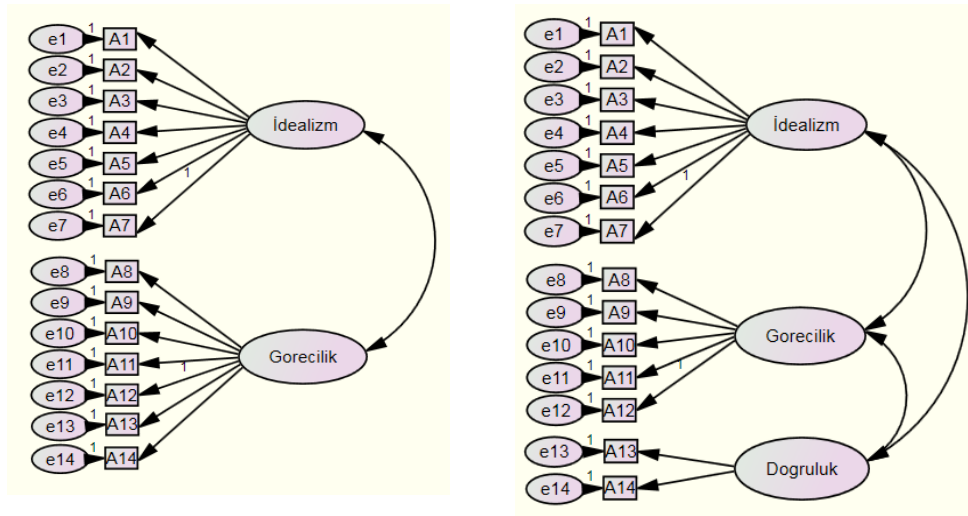 1
e1 A1
1
e2 A2
1
e3 A3
1
e4 A4
İdealizm
1
e5 A5
1
e6 A6
1
1
e7 A7
1
e8 A8
1
e9 A9
1
e10 A10
Gorecilik
1
e11 A11
1
1
e12 A12
1
e13 A13
1
e14 A14
1
e1 A1
1
e2 A2
1
e3 A3
1
e4 A4
İdealizm
1
e5 A5
1
e6 A6
1
1
e7 A7
1
e8 A8
1
e9 A9
1
e10 A10
Gorecilik
1
e11 A11
1
1
e12 A12
1
e13 A13
Dogruluk
1
e14 A14